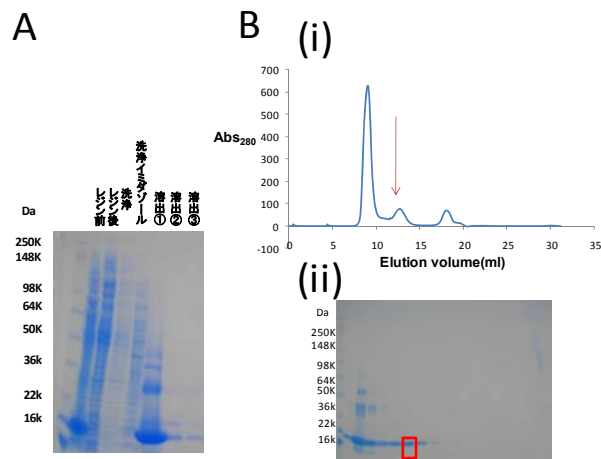 A
レジン前
レジン後
洗浄
洗浄イミダゾール
溶出①
溶出②
溶出③
Da
250K
148K
98K
64K
50K
36k
22k
16k
B
(i)
Abs280
700
600
500
400
300
200
100
0
-100
0
5
10
15
20
25
30
35
Elution volume(ml)
(ii)
Da
250K
148K
98K
64K
50K
36K
22K
16K